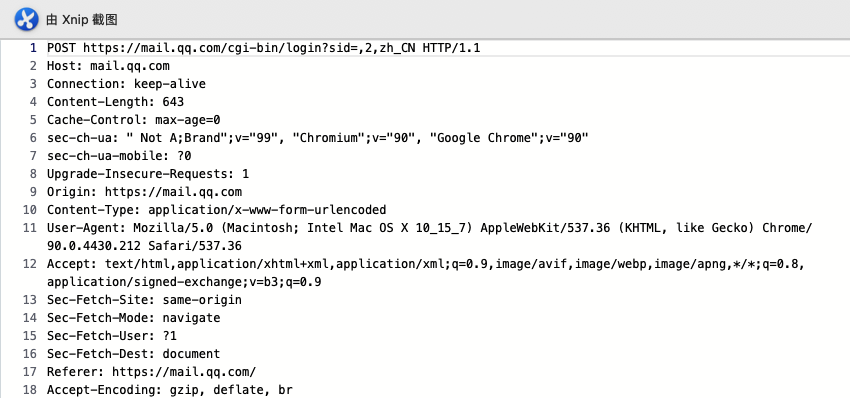 由 Xnip 截图
1 POST https://mail.qq.com/cgi-bin/login?sid=,2,zh_CN HTTP/1.1
2 Host: mail.qq.com
3 Connection: keep-alive
4 Content-Length: 643
5 Cache-Control: max-age=0
6 sec-ch-ua: " Not A;Brand";v="99", "Chromium";v="90", "Google Chrome";v="90"
7 sec-ch-ua-mobile: ?0
8 Upgrade-Insecure-Requests: 1
9 Origin: https://mail.qq.com
10 Content-Type: application/x-www-form-urlencoded
11 User-Agent: Mozilla/5.0 (Macintosh; Intel Mac OS X 10_15_7) AppleWebKit/537.36 (KHTML, like Gecko) Chrome/
90.0.4430.212 Safari/537.36
12 Accept: text/html,application/xhtml+xml,application/xml;q=0.9,image/avif,image/webp,image/apng,*/*;q=0.8,
application/signed-exchange;v=b3;q=0.9
13 Sec-Fetch-Site: same-origin
14 Sec-Fetch-Mode: navigate
15 Sec-Fetch-User: ?1
16 Sec-Fetch-Dest: document
17 Referer: https://mail.qq.com/
18 Accept-Encoding: gzip, deflate, br